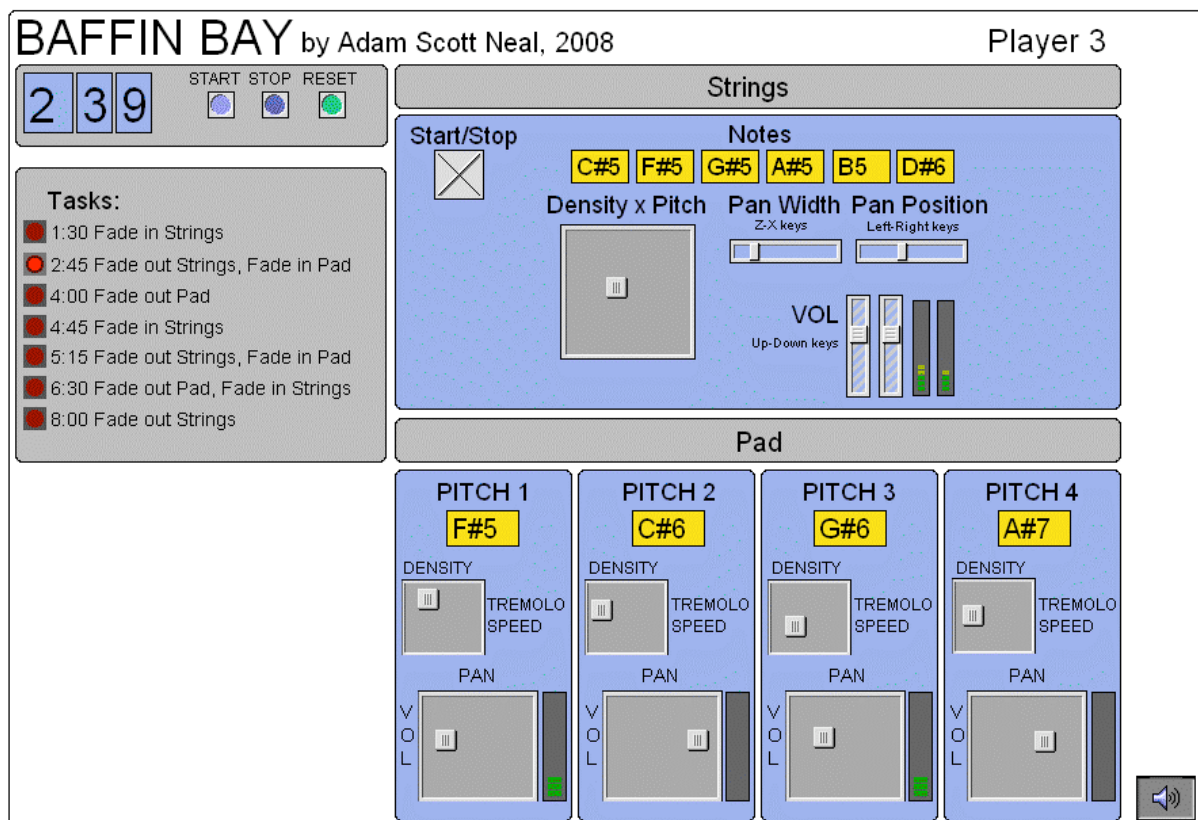 BAFFIN BAY by Adam Scott Neal, 2008
Player 3
2 39
START STOP RESET
Tasks:
1:30 Fade in Strings
2:45 Fade out Strings, Fade in Pad
4:00 Fade out Pad
4:45 Fade in Strings
5:15 Fade out Strings, Fade in Pad
6:30 Fade out Pad, Fade in Strings
8:00 Fade out Strings
Strings
Start/Stop
Notes
C#5 F#5 G#5 A#5 B5 D#6
Density x Pitch
Pan Width
Z-X keys
Pan Position
Left-Right keys
VOL
Up-Down keys
Pad
PITCH 1
F#5
DENSITY
TREMOLO
SPEED
PAN
VOL
PITCH 2
C#6
DENSITY
TREMOLO
SPEED
PAN
VOL
PITCH 3
G#6
DENSITY
TREMOLO
SPEED
PAN
VOL
PITCH 4
A#7
DENSITY
TREMOLO
SPEED
PAN
VOL